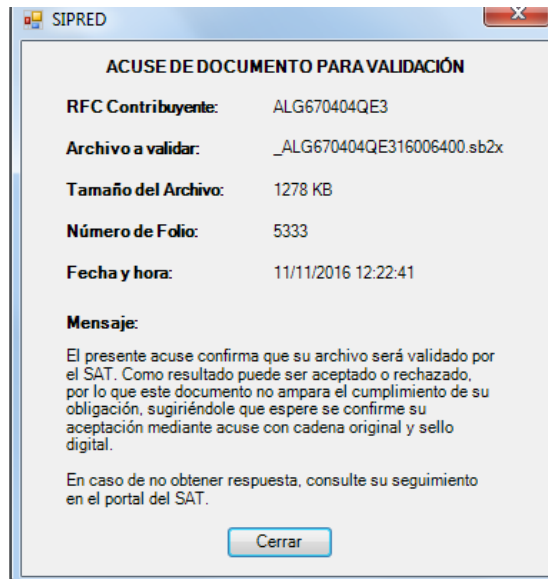 SIPRED
ACUSE DE DOCUMENTO PARA VALIDACIÓN
RFC Contribuyente: ALG670404QE3
Archivo a validar: _ALG670404QE316006400.sb2x
Tamaño del Archivo: 1278 KB
Número de Folio: 5333
Fecha y hora: 11/11/2016 12:22:41
Mensaje:
El presente acuse confirma que su archivo será validado por
el SAT. Como resultado puede ser aceptado o rechazado,
por lo que este documento no ampara el cumplimiento de su
obligación, sugiriéndole que espere se confirme su
aceptación mediante acuse con cadena original y sello
digital.
En caso de no obtener respuesta, consulte su seguimiento
en el portal del SAT.
Cerrar